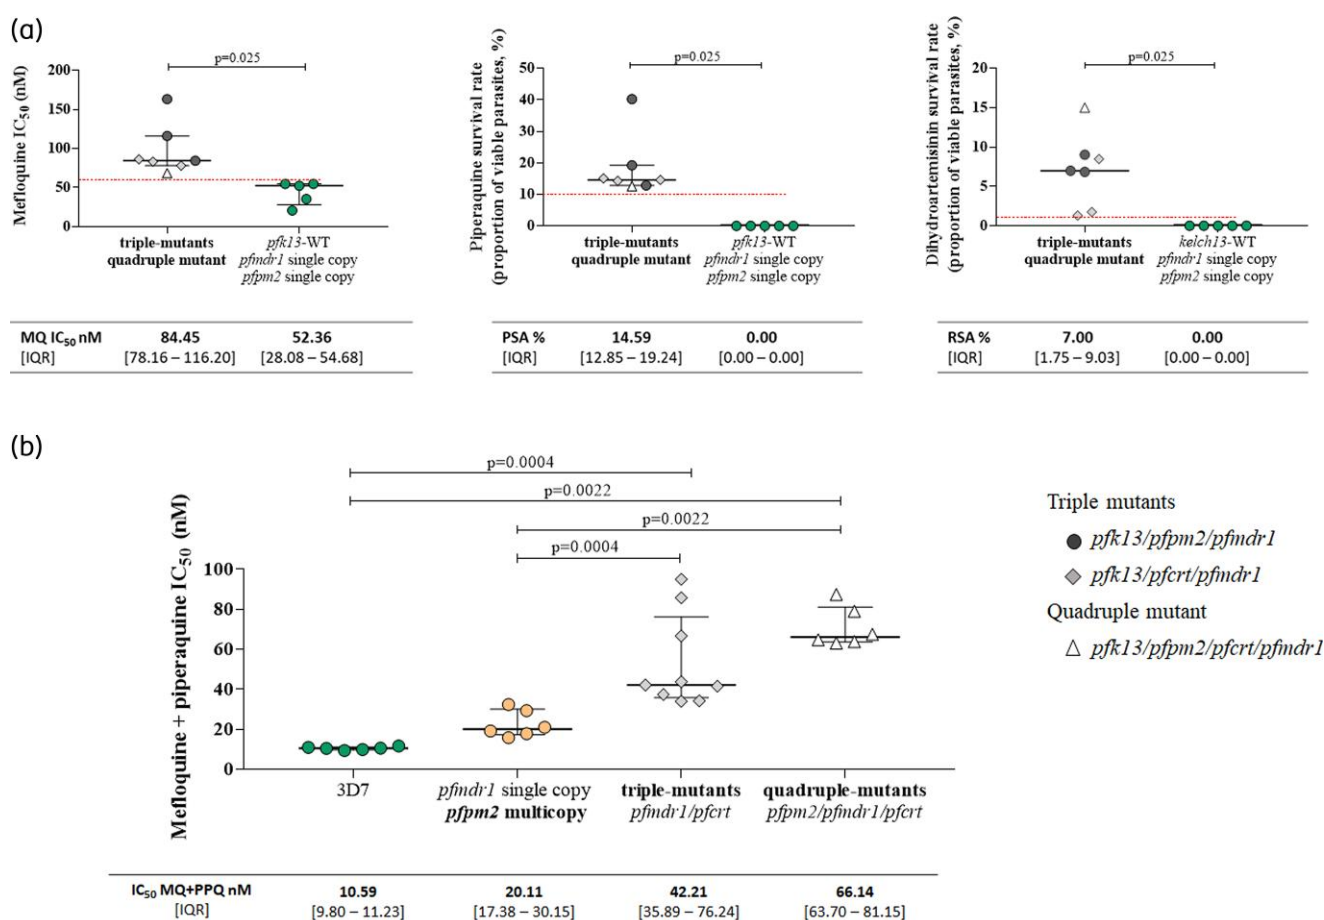 (a)
Mefloquine IC50 (nM)
200
150
100
50
0
p=0.025
triple-mutants
quadruple mutant
pfk13-WT
pfmdr1 single copy
pfpm2 single copy
MQ IC50 nM 84.45 52.36
[IQR] [78.16 – 116.20] [28.08 – 54.68]
Piperaquine survival rate
(proportion of viable parasites, %)
50
40
30
20
10
0
p=0.025
triple-mutants
quadruple mutant
pfk13-WT
pfmdr1 single copy
pfpm2 single copy
PSA % 14.59 0.00
[IQR] [12.85 – 19.24] [0.00 – 0.00]
Dihydroartemisinin survival rate
(proportion of viable parasites, %)
20
15
10
5
0
p=0.025
triple-mutants
quadruple mutant
kelch13-WT
pfmdr1 single copy
pfpm2 single copy
RSA % 7.00 0.00
[IQR] [1.75 – 9.03] [0.00 – 0.00]
(b)
Mefloquine + piperaquine IC50 (nM)
p=0.0004
p=0.0022
p=0.0022
p=0.0004
100
80
60
40
20
0
3D7
pfmdr1 single copy
pfpm2 multicopy
triple-mutants
pfmdr1/pfcrt
quadruple-mutants
pfpm2/pfmdr1/pfcrt
Triple mutants
pfk13/pfpm2/pfmdr1
pfk13/pfcrt/pfmdr1
Quadruple mutant
pfk13/pfpm2/pfcrt/pfmdr1
IC50 MQ+PPQ nM 10.59 20.11 42.21 66.14
[IQR] [9.80 – 11.23] [17.38 – 30.15] [35.89 – 76.24] [63.70 – 81.15]